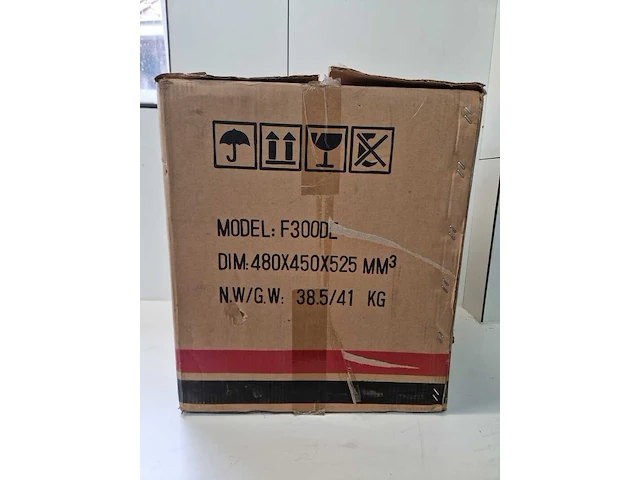 MODEL: F300DE
DIM:480X450X525 MM³
N.W/G.W: 38.5/41 KG